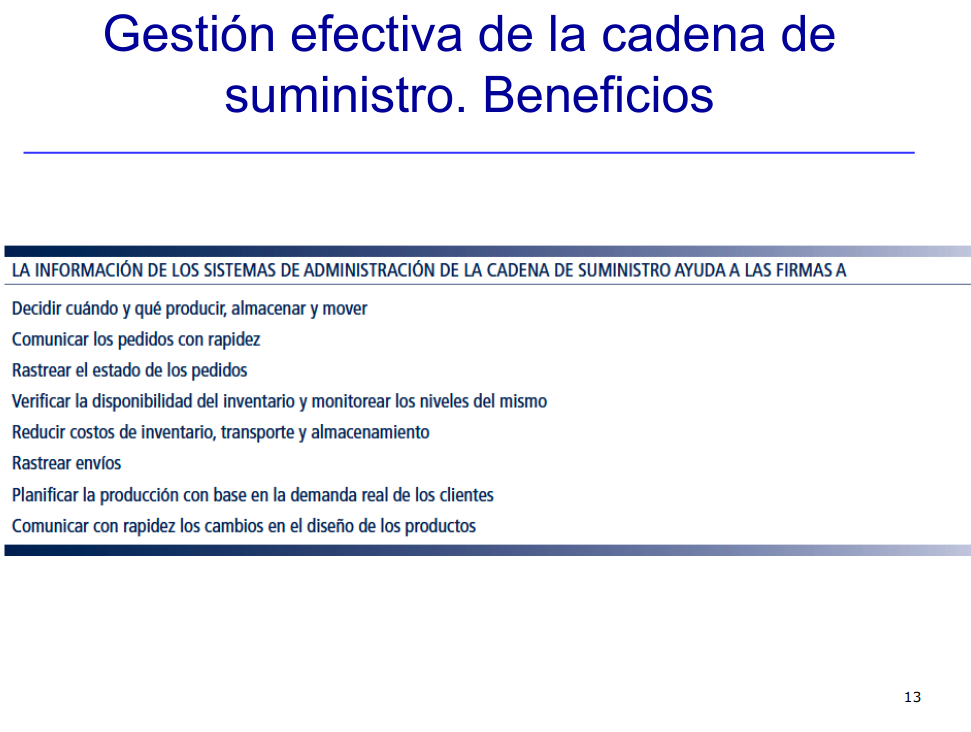 Gestión efectiva de la cadena de
suministro. Beneficios
LA INFORMACIÓN DE LOS SISTEMAS DE ADMINISTRACIÓN DE LA CADENA DE SUMINISTRO AYUDA A LAS FIRMAS A
Decidir cuándo y qué producir, almacenar y mover
Comunicar los pedidos con rapidez
Rastrear el estado de los pedidos
Verificar la disponibilidad del inventario y monitorear los niveles del mismo
Reducir costos de inventario, transporte y almacenamiento
Rastrear envíos
Planificar la producción con base en la demanda real de los clientes
Comunicar con rapidez los cambios en el diseño de los productos
13